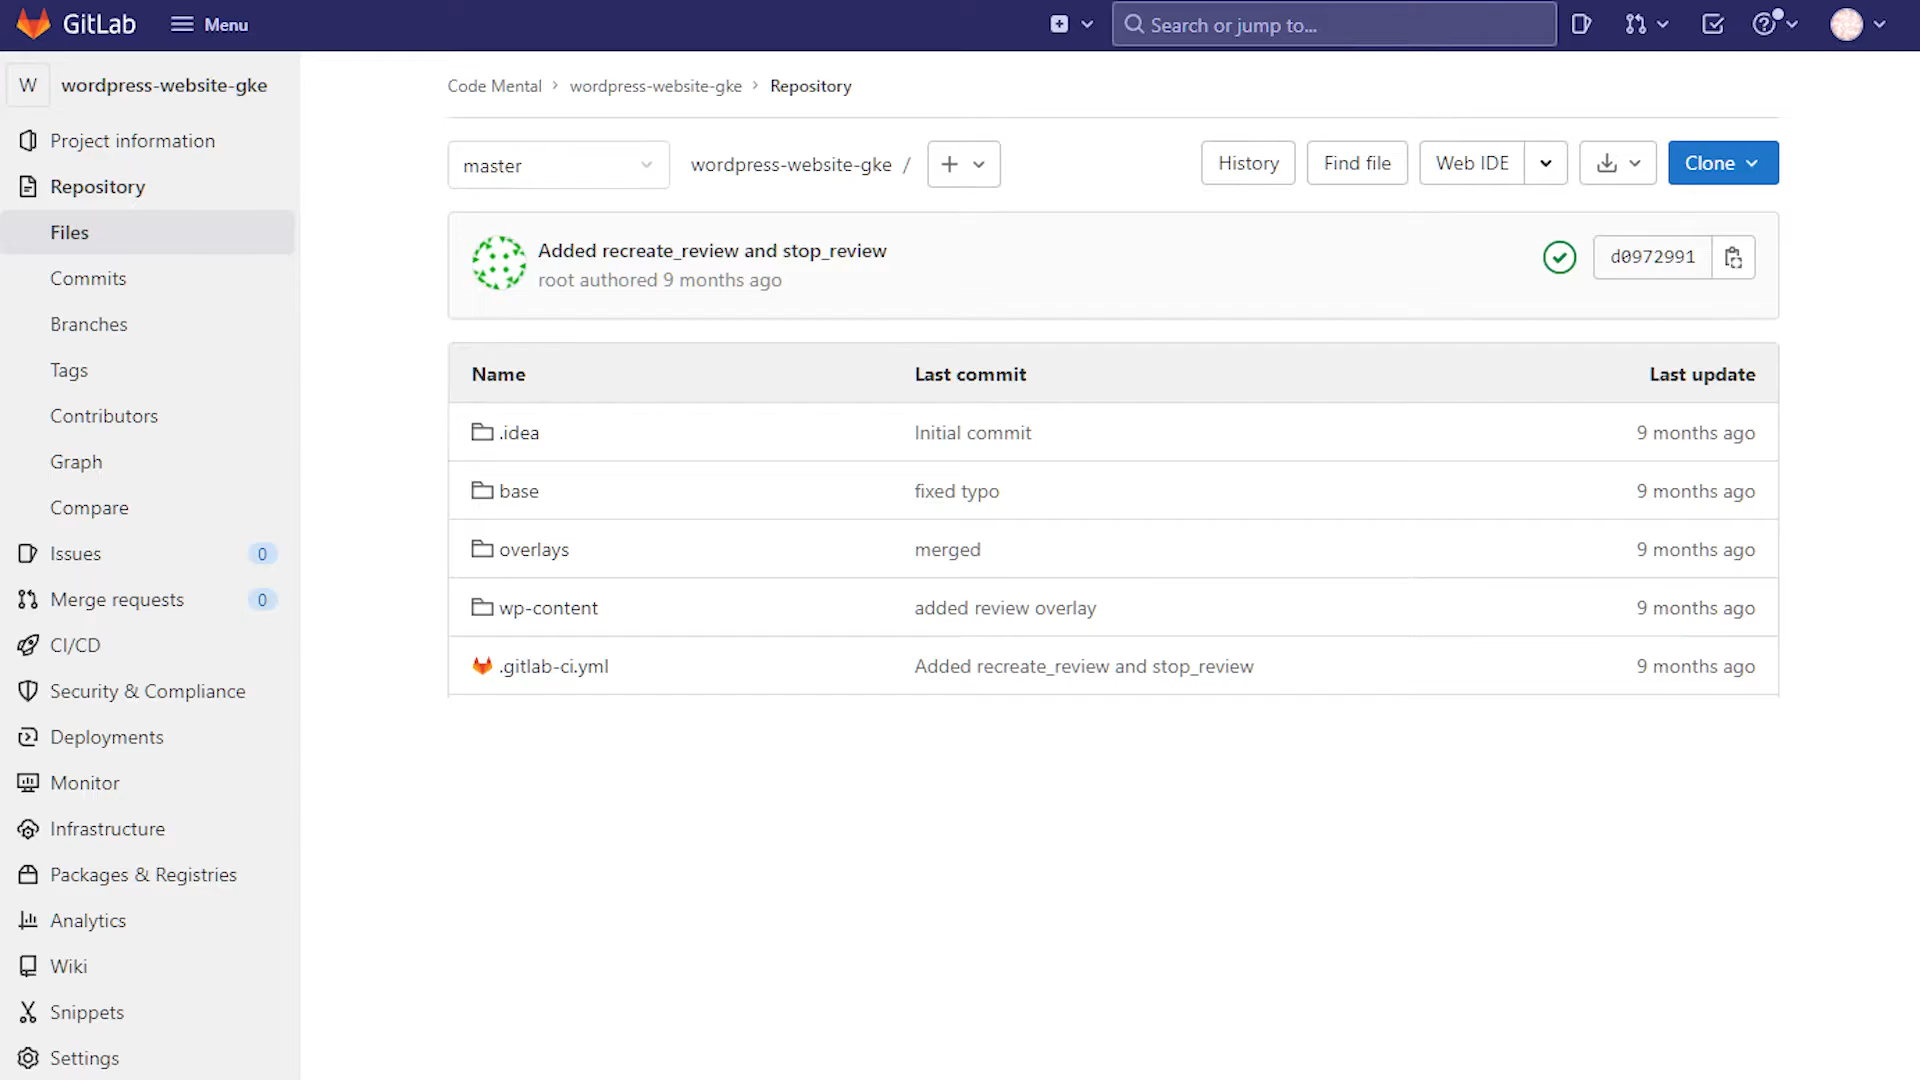 GitLab Menu Search or jump to...
W wordpress-website-gke
Project information
Repository
Files
Commits
Branches
Tags
Contributors
Graph
Compare
Issues 0
Merge requests 0
CI/CD
Security & Compliance
Deployments
Monitor
Infrastructure
Packages & Registries
Analytics
Wiki
Snippets
Settings
Code Mental › wordpress-website-gke › Repository
master wordpress-website-gke / + History Find file Web IDE Clone
Added recreate_review and stop_review
root authored 9 months ago
d0972991
Name Last commit Last update
.idea Initial commit 9 months ago
base fixed typo 9 months ago
overlays merged 9 months ago
wp-content added review overlay 9 months ago
.gitlab-ci.yml Added recreate_review and stop_review 9 months ago